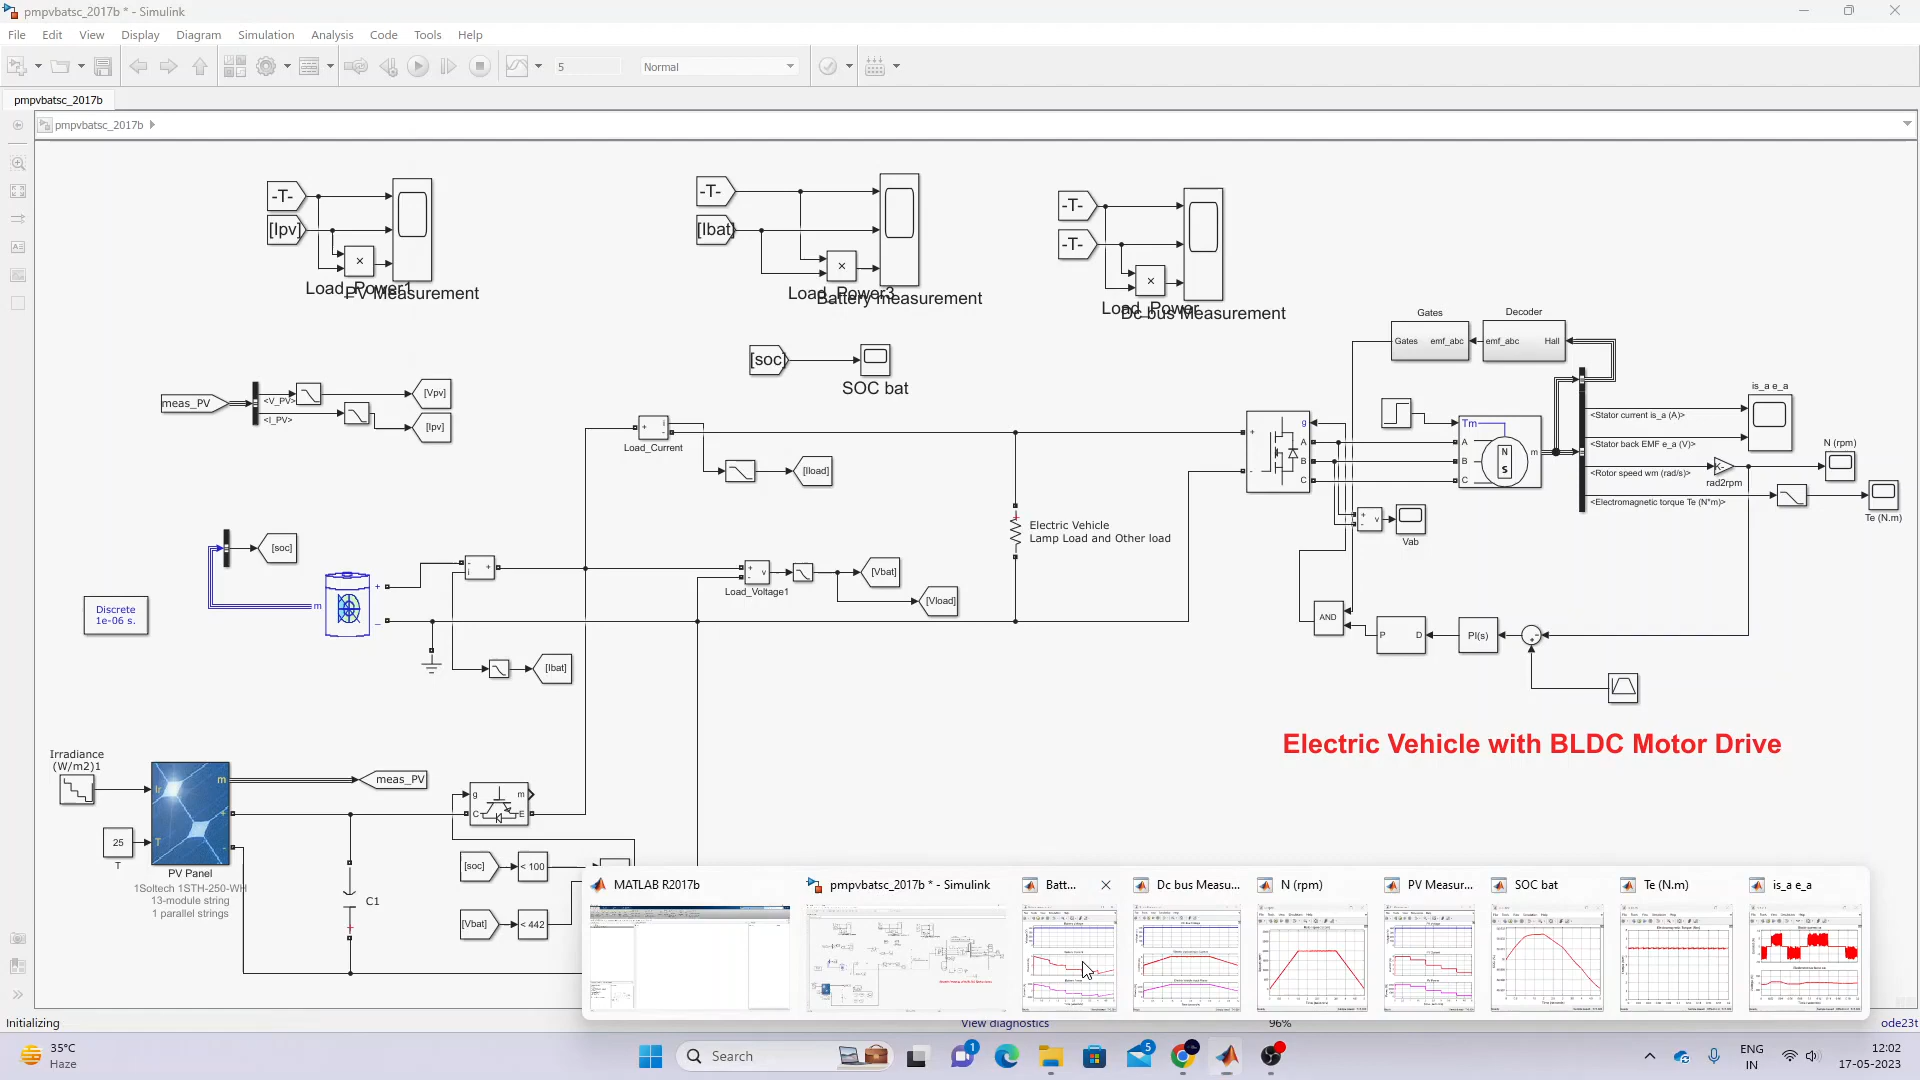 pmpvbatsc_2017b * - Simulink
File Edit View Display Diagram Simulation Analysis Code Tools Help
5
Normal
pmpvbatsc_2017b
pmpvbatsc_2017b
-T-
[Ipv]
×
Load_Power1
PV Measurement
-T-
[Ibat]
×
Load_Power3
Battery measurement
-T-
-T-
×
Load_Power
Dc bus Measurement
[soc]
SOC bat
Gates
Decoder
Gates emf_abc
emf_abc Hall
meas_PV
<V_PV>
<I_PV>
[Vpv]
[Ipv]
+ i
-
Load_Current
[Iload]
g
+ A
B
- C
Tm
A
B
C
m
N
S
is_a e_a
<Stator current is_a (A)>
<Stator back EMF e_a (V)>
<Rotor speed wm (rad/s)>
<Electromagnetic torque Te (N*m)>
K-
rad2rpm
N (rpm)
Te (N.m)
+ v
-
Vab
Electric Vehicle
Lamp Load and Other load
[soc]
m
+
_
- +
i
+ v
-
Load_Voltage1
[Vbat]
[Vload]
Discrete
1e-06 s.
[Ibat]
AND
P D
PI(s)
Electric Vehicle with BLDC Motor Drive
Irradiance
(W/m2)1
Ir
m
+
T
-
25
T
PV Panel
1Soltech 1STH-250-WH
13-module string
1 parallel strings
meas_PV
g m
C E
C1
+
[soc]
< 100
[Vbat]
< 442
MATLAB R2017b
pmpvbatsc_2017b * - Simulink
Batt...
Dc bus Measu...
N (rpm)
PV Measur...
SOC bat
Te (N.m)
is_a e_a
Initializing
View diagnostics
96%
ode23t
35°C
Haze
Search
1
5
ENG
IN
12:02
17-05-2023